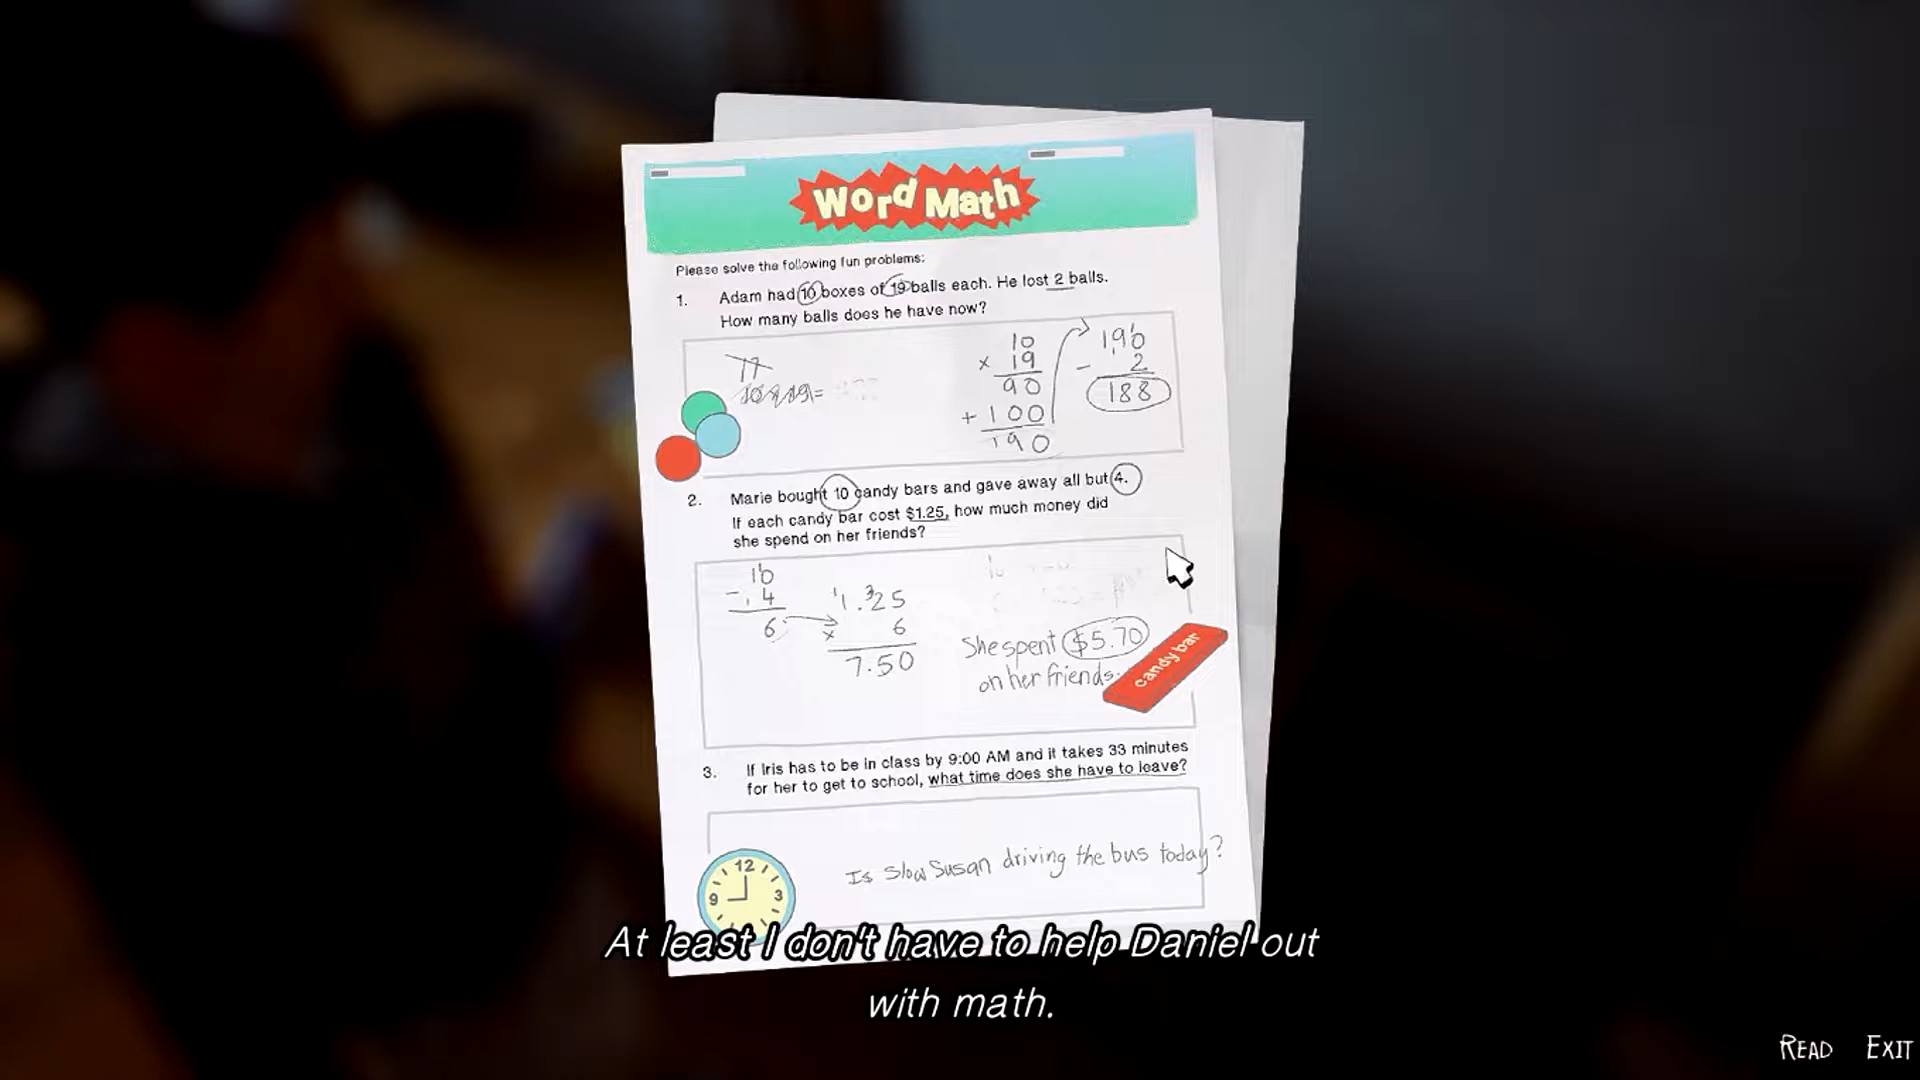 Word Math
Please solve the following fun problems:
1. Adam had 10 boxes of 19 balls each. He lost 2 balls.
How many balls does he have now?
17
10 x 19 =
10
x 19
90
+ 100
190
190
- 2
188
2. Marie bought 10 candy bars and gave away all but 4.
If each candy bar cost $1.25, how much money did
she spend on her friends?
10
- 4
6
1.25
x 6
7.50
She spent $5.70
on her friends.
candy bar
3. If Iris has to be in class by 9:00 AM and it takes 33 minutes
for her to get to school, what time does she have to leave?
12
9 3
Is Slow Susan driving the bus today?
At least I don't have to help Daniel out
with math.
READ EXIT